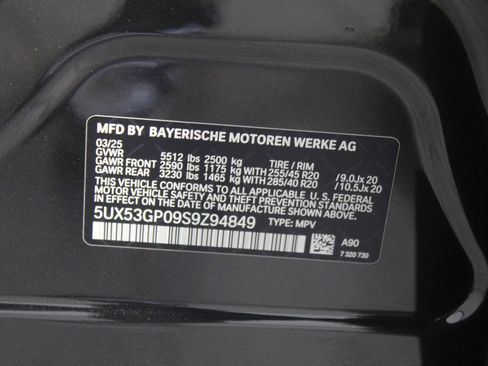 MFD BY BAYERISCHE MOTOREN WERKE AG
03/25
GVWR 5512 lbs 2500 kg TIRE / RIM
GAWR FRONT 2590 lbs 1175 kg WITH 255/45 R20 /9.0Jx 20
GAWR REAR 3230 lbs 1465 kg WITH 285/40 R20 /10.5Jx 20
THIS VEHICLE CONFORMS TO ALL APPLICABLE U.S. FEDERAL
MOTOR VEHICLE SAFETY AND THEFT PREVENTION STANDARDS
IN EFFECT ON THE DATE OF MANUFACTURE SHOWN ABOVE.
5UX53GP09S9Z94849 TYPE: MPV
A90
7 320 730